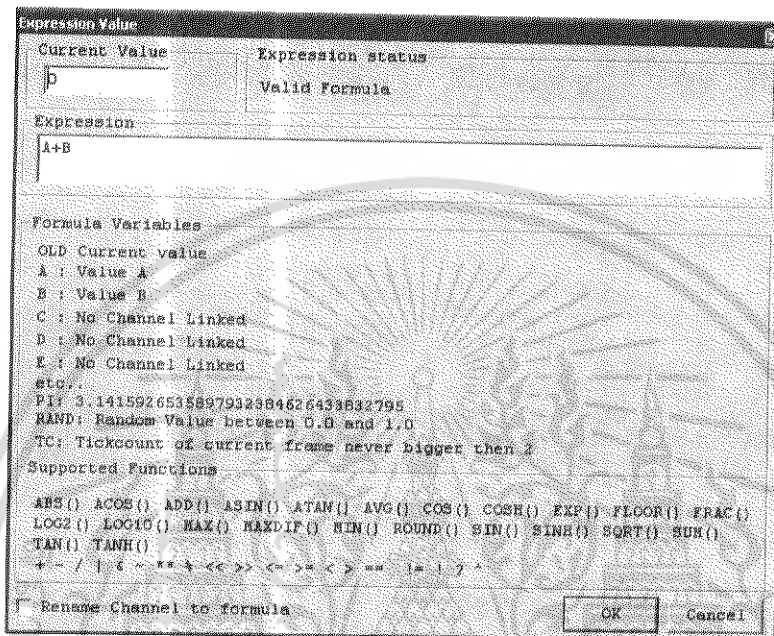 Expression Value
Current Value
Expression status
Valid Formula
Expression
A+B
Formula Variables
OLD Current value
A : Value A
B : Value B
C : No Channel Linked
D : No Channel Linked
E : No Channel Linked
etc..
PI: 3.1415926535897932384626433832795
RAND: Random Value between 0.0 and 1.0
TC: Tickcount of current frame never bigger then
Supported Functions
ABS() ACOS() ADD() ASIN() ATAN() AVG() COS() COSH() EXP() FLOOR() FRAC()
LOG2() LOG10() MAX() MAXDIF() MIN() ROUND() SIN() SINH() SQRT() SUM()
TAN() TANH()
+ - / | & ~ ** % << >> <= >= < > == != ! ? ^
Rename Channel to formula
OK
Cancel